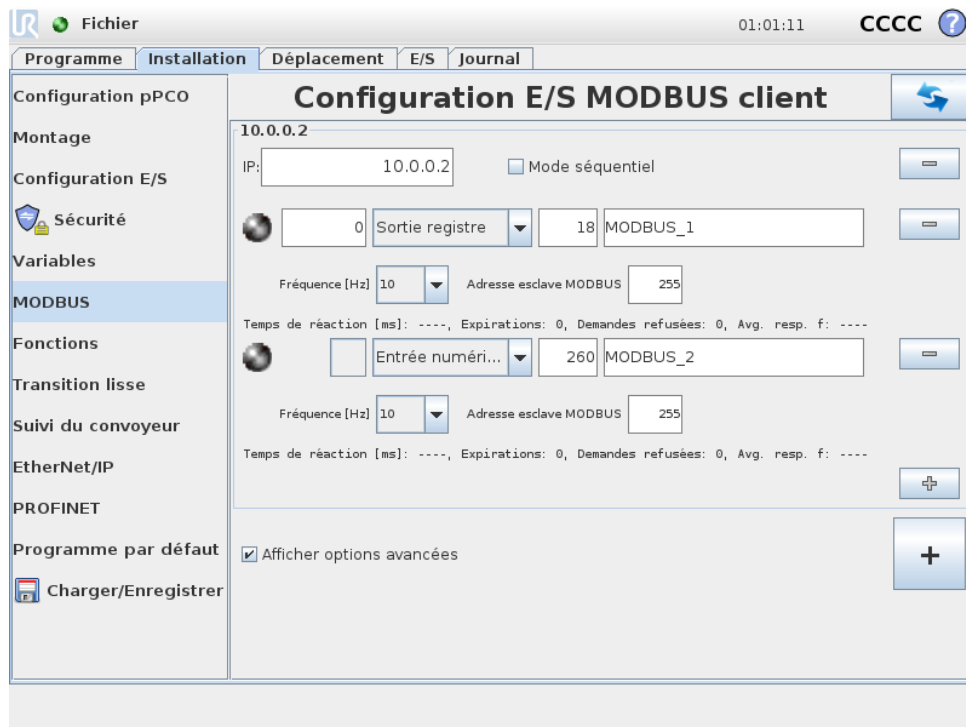 UR Fichier 01:01:11 CCCC ?
Programme Installation Déplacement E/S Journal
Configuration pPCO
Montage
Configuration E/S
Sécurité
Variables
MODBUS
Fonctions
Transition lisse
Suivi du convoyeur
EtherNet/IP
PROFINET
Programme par défaut
Charger/Enregistrer
Configuration E/S MODBUS client
10.0.0.2
IP: 10.0.0.2 Mode séquentiel
0 Sortie registre 18 MODBUS_1
Fréquence [Hz] 10 Adresse esclave MODBUS 255
Temps de réaction [ms]: ----, Expirations: 0, Demandes refusées: 0, Avg. resp. f: ----
Entrée numéri... 260 MODBUS_2
Fréquence [Hz] 10 Adresse esclave MODBUS 255
Temps de réaction [ms]: ----, Expirations: 0, Demandes refusées: 0, Avg. resp. f: ----
Afficher options avancées